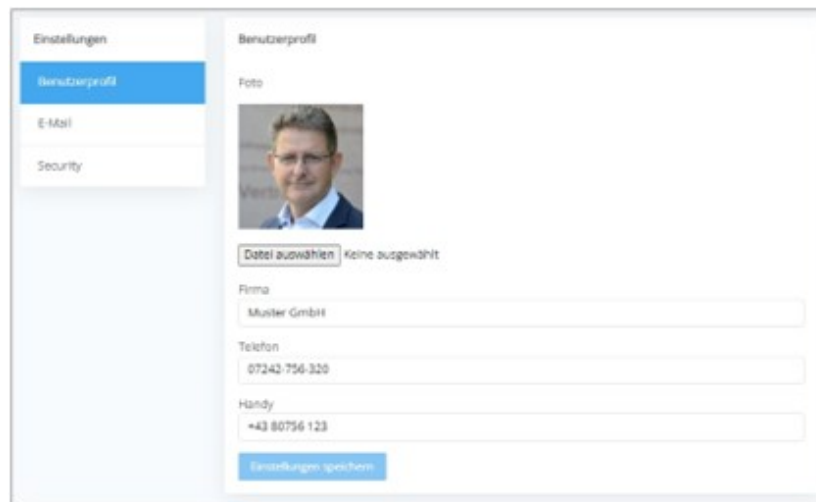 Einstellungen
Benutzerprofil
E-Mail
Security
Benutzerprofil
Foto
Vertr
Datei auswählen Keine ausgewählt
Firma
Muster GmbH
Telefon
07242-756-320
Handy
+43 80756 123
Einstellungen speichern